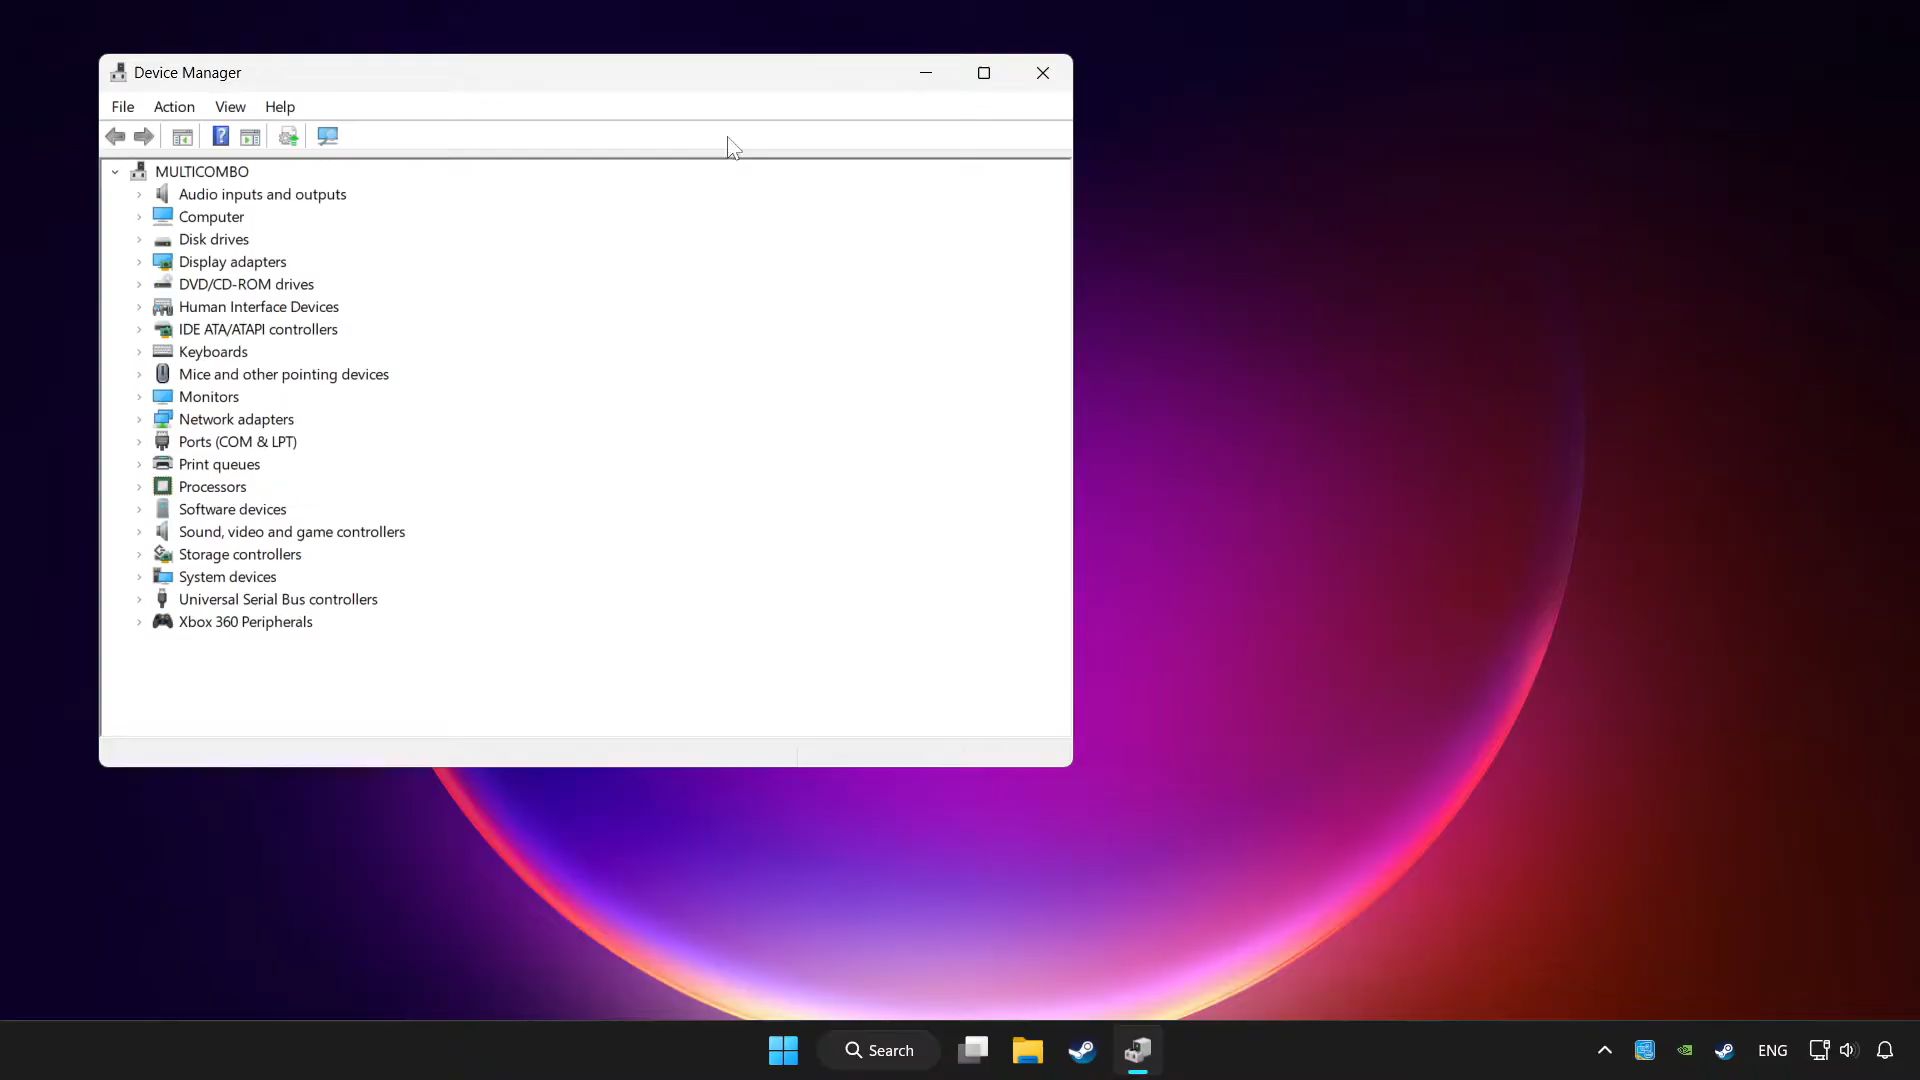 Device Manager
File Action View Help
MULTICOMBO
Audio inputs and outputs
Computer
Disk drives
Display adapters
DVD/CD-ROM drives
Human Interface Devices
IDE ATA/ATAPI controllers
Keyboards
Mice and other pointing devices
Monitors
Network adapters
Ports (COM & LPT)
Print queues
Processors
Software devices
Sound, video and game controllers
Storage controllers
System devices
Universal Serial Bus controllers
Xbox 360 Peripherals
Search
ENG